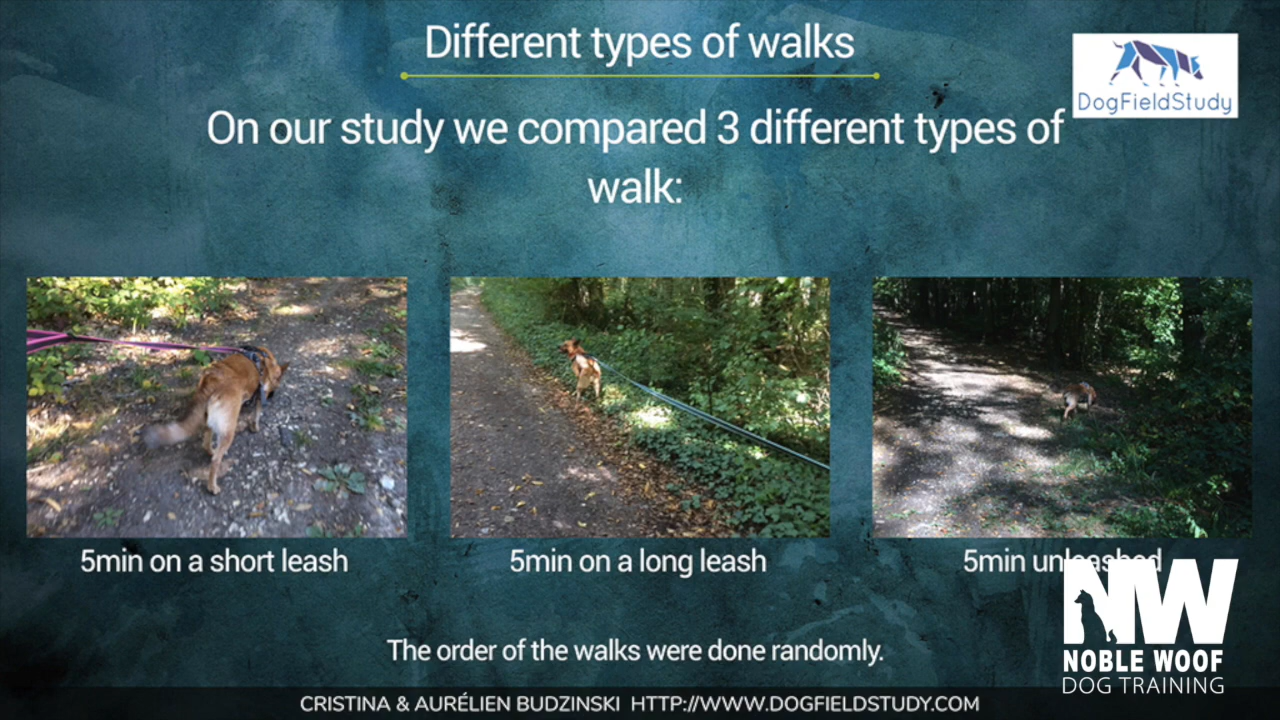 Different types of walks
DogFieldStudy
On our study we compared 3 different types of
walk:
5min on a short leash
5min on a long leash
5min unleashed
The order of the walks were done randomly.
NW
NOBLE WOOF
DOG TRAINING
CRISTINA & AURÉLIEN BUDZINSKI HTTP://WWW.DOGFIELDSTUDY.COM